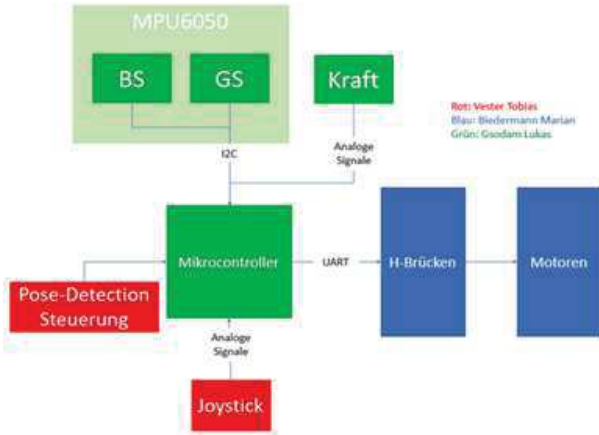 MPU6050
BS
GS
Kraft
Rot: Vester Tobias
Blau: Biedermann Marian
Grün: Gsodam Lukas
I2C
Analoge
Signale
Mikrocontroller
UART
H-Brücken
Motoren
Pose-Detection
Steuerung
Analoge
Signale
Joystick